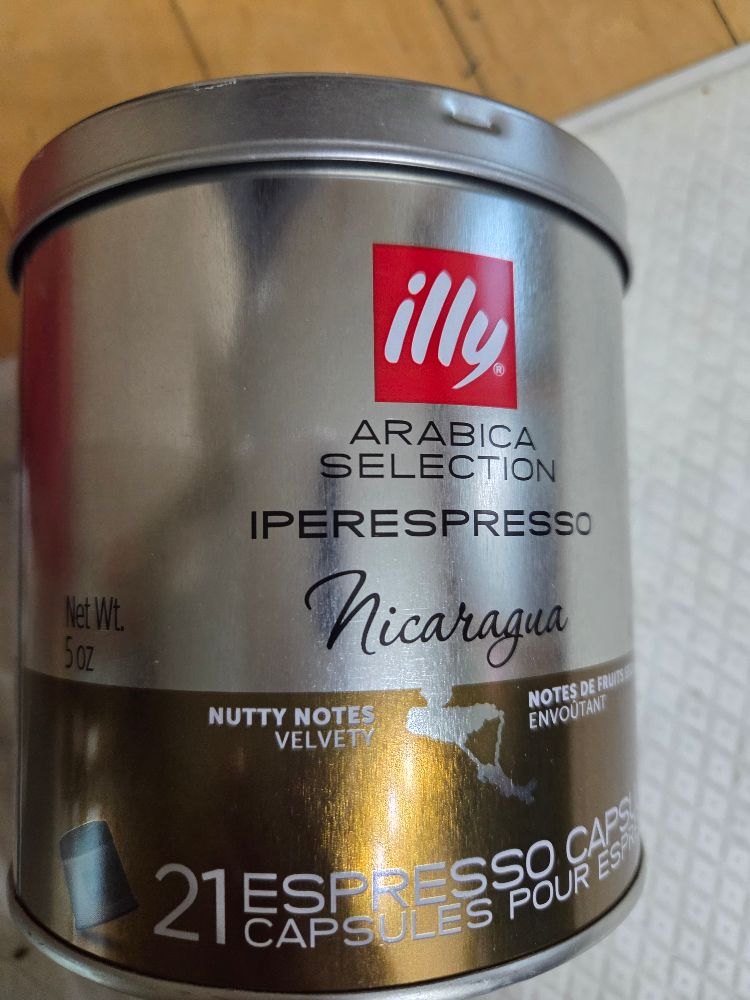 illy®
ARABICA
SELECTION
IPERESPRESSO
Nicaragua
Net Wt.
5 oz
NUTTY NOTES
VELVETY
NOTES DE FRUITS
ENVOÛTANT
21 ESPRESSO
CAPSULES POUR